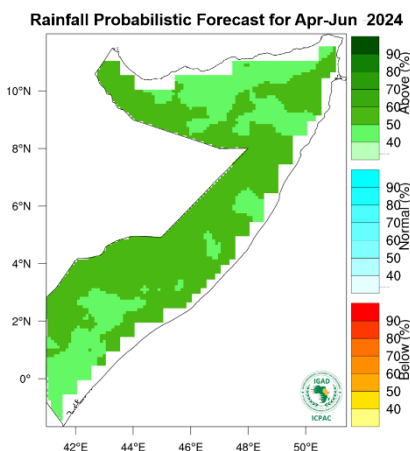 Rainfall Probabilistic Forecast for Apr-Jun 2024
10°N
8°N
6°N
4°N
2°N
0°
42°E
44°E
46°E
48°E
50°E
90
80
70
60
50
40
Above (%)
90
80
70
60
50
40
Normal (%)
90
80
70
60
50
40
Below (%)
IGAD
ICPAC